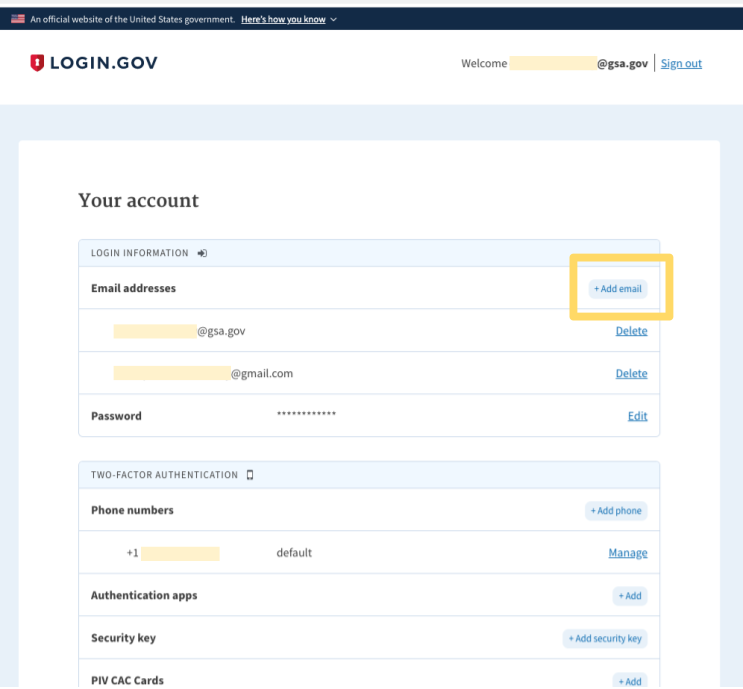 An official website of the United States government. Here's how you know
LOGIN.GOV
Welcome @gsa.gov Sign out
Your account
LOGIN INFORMATION
Email addresses + Add email
@gsa.gov Delete
@gmail.com Delete
Password ************ Edit
TWO-FACTOR AUTHENTICATION
Phone numbers + Add phone
+1 default Manage
Authentication apps + Add
Security key + Add security key
PIV CAC Cards + Add